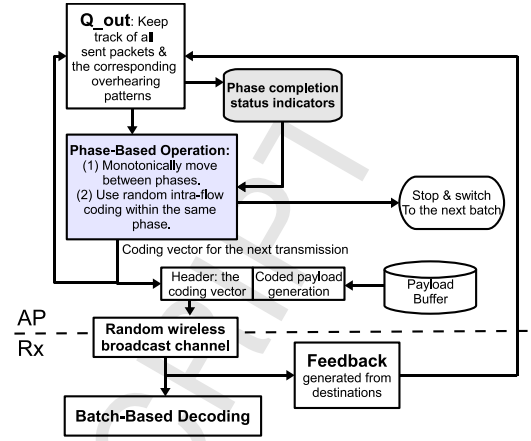 Q_out: Keep
track of all
sent packets &
the corresponding
overhearing
patterns
Phase completion
status indicators
Phase-Based Operation:
(1) Monotonically move
between phases.
(2) Use random intra-flow
coding within the same
phase.
Stop & switch
To the next batch
Coding vector for the next transmission
Header: the
coding vector
Coded payload
generation
Payload
Buffer
AP
Rx
Random wireless
broadcast channel
Feedback
generated from
destinations
Batch-Based Decoding